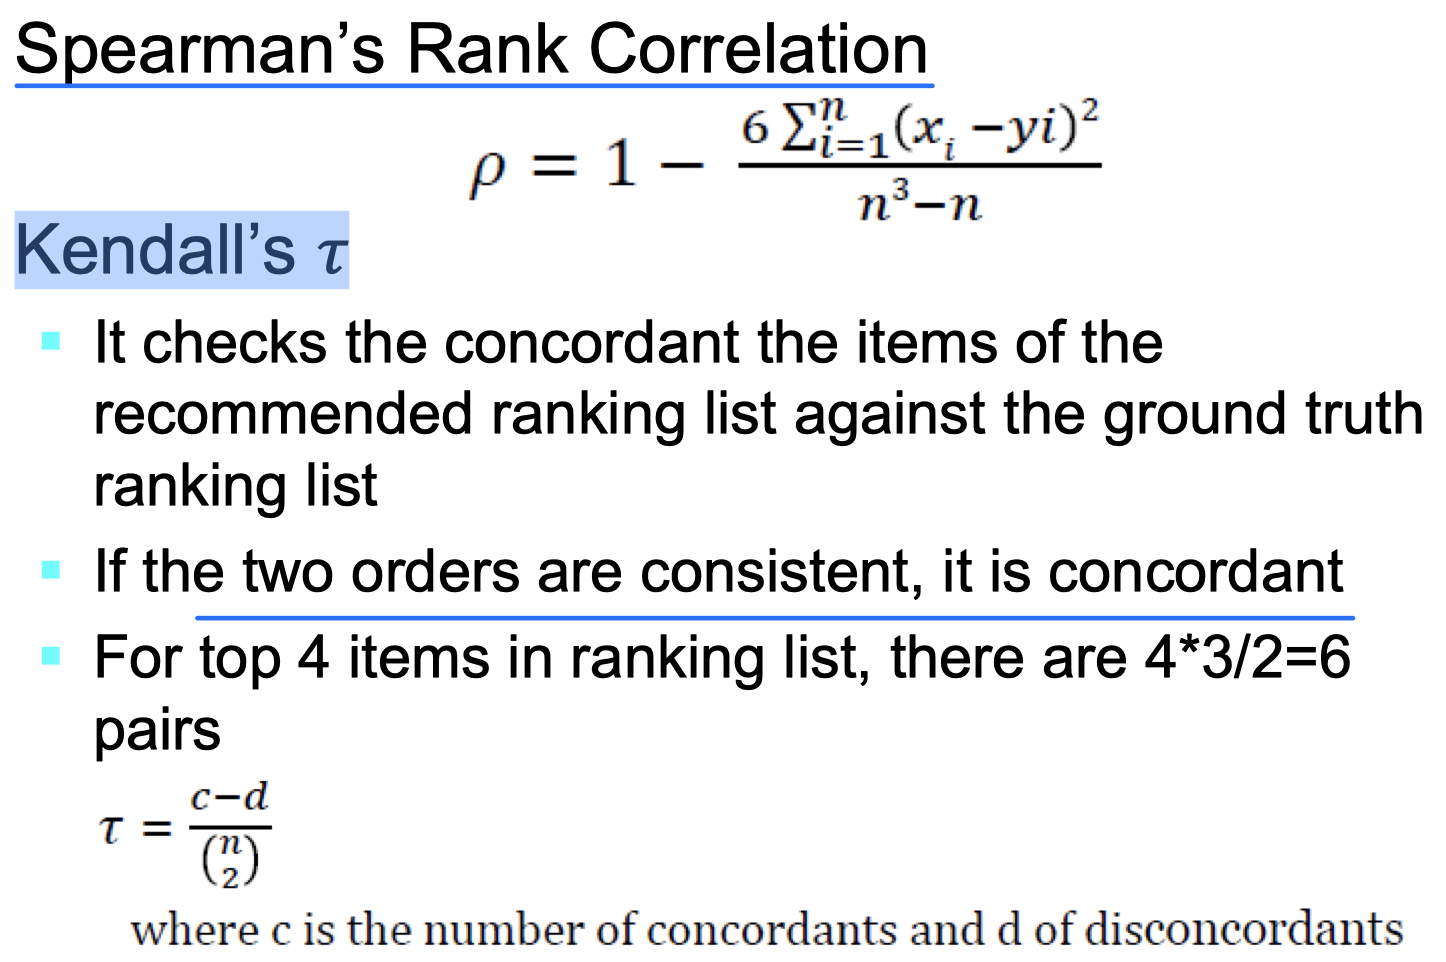 Spearman's Rank Correlation
ρ = 1 − \frac{6 \sum_{i=1}^{n}(x_i −yi)^2}{n^3−n}
Kendall's τ
It checks the concordant the items of the
recommended ranking list against the ground truth
ranking list
If the two orders are consistent, it is concordant
For top 4 items in ranking list, there are 4*3/2=6
pairs
τ = \frac{c−d}{\binom{n}{2}}
where c is the number of concordants and d of disconcordants